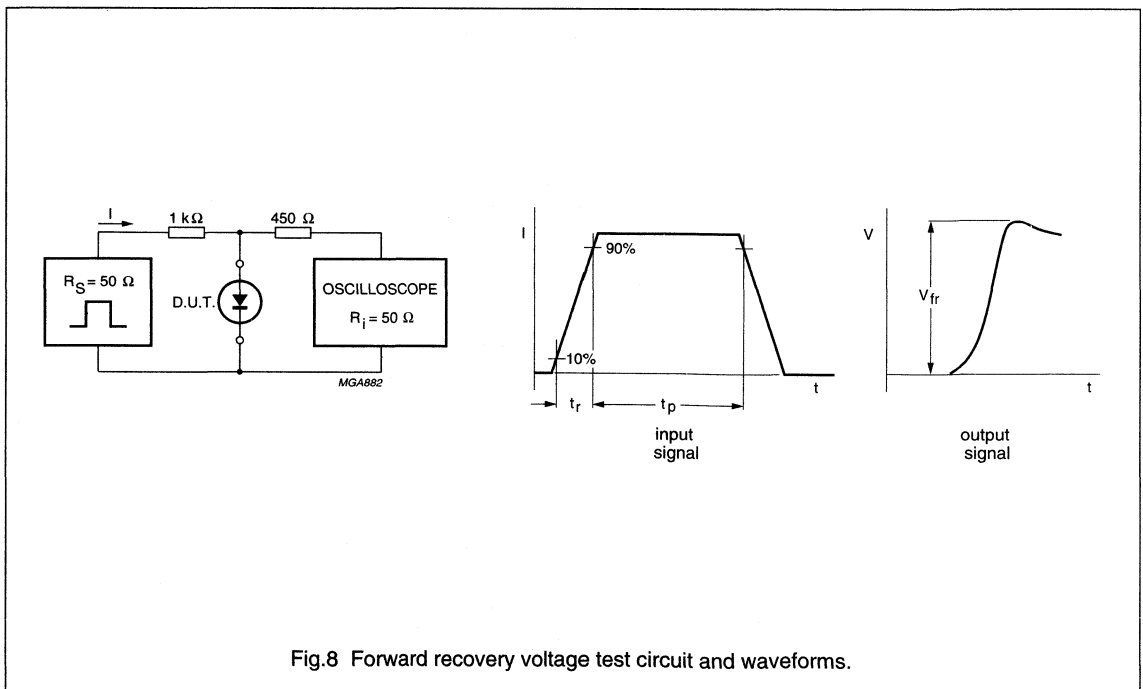 I
1 kΩ
450 Ω
R_S = 50 Ω
D.U.T.
OSCILLOSCOPE
R_i = 50 Ω
MGA882
I
90%
10%
t_r
t_p
t
input
signal
V
V_fr
t
output
signal
Fig.8 Forward recovery voltage test circuit and waveforms.